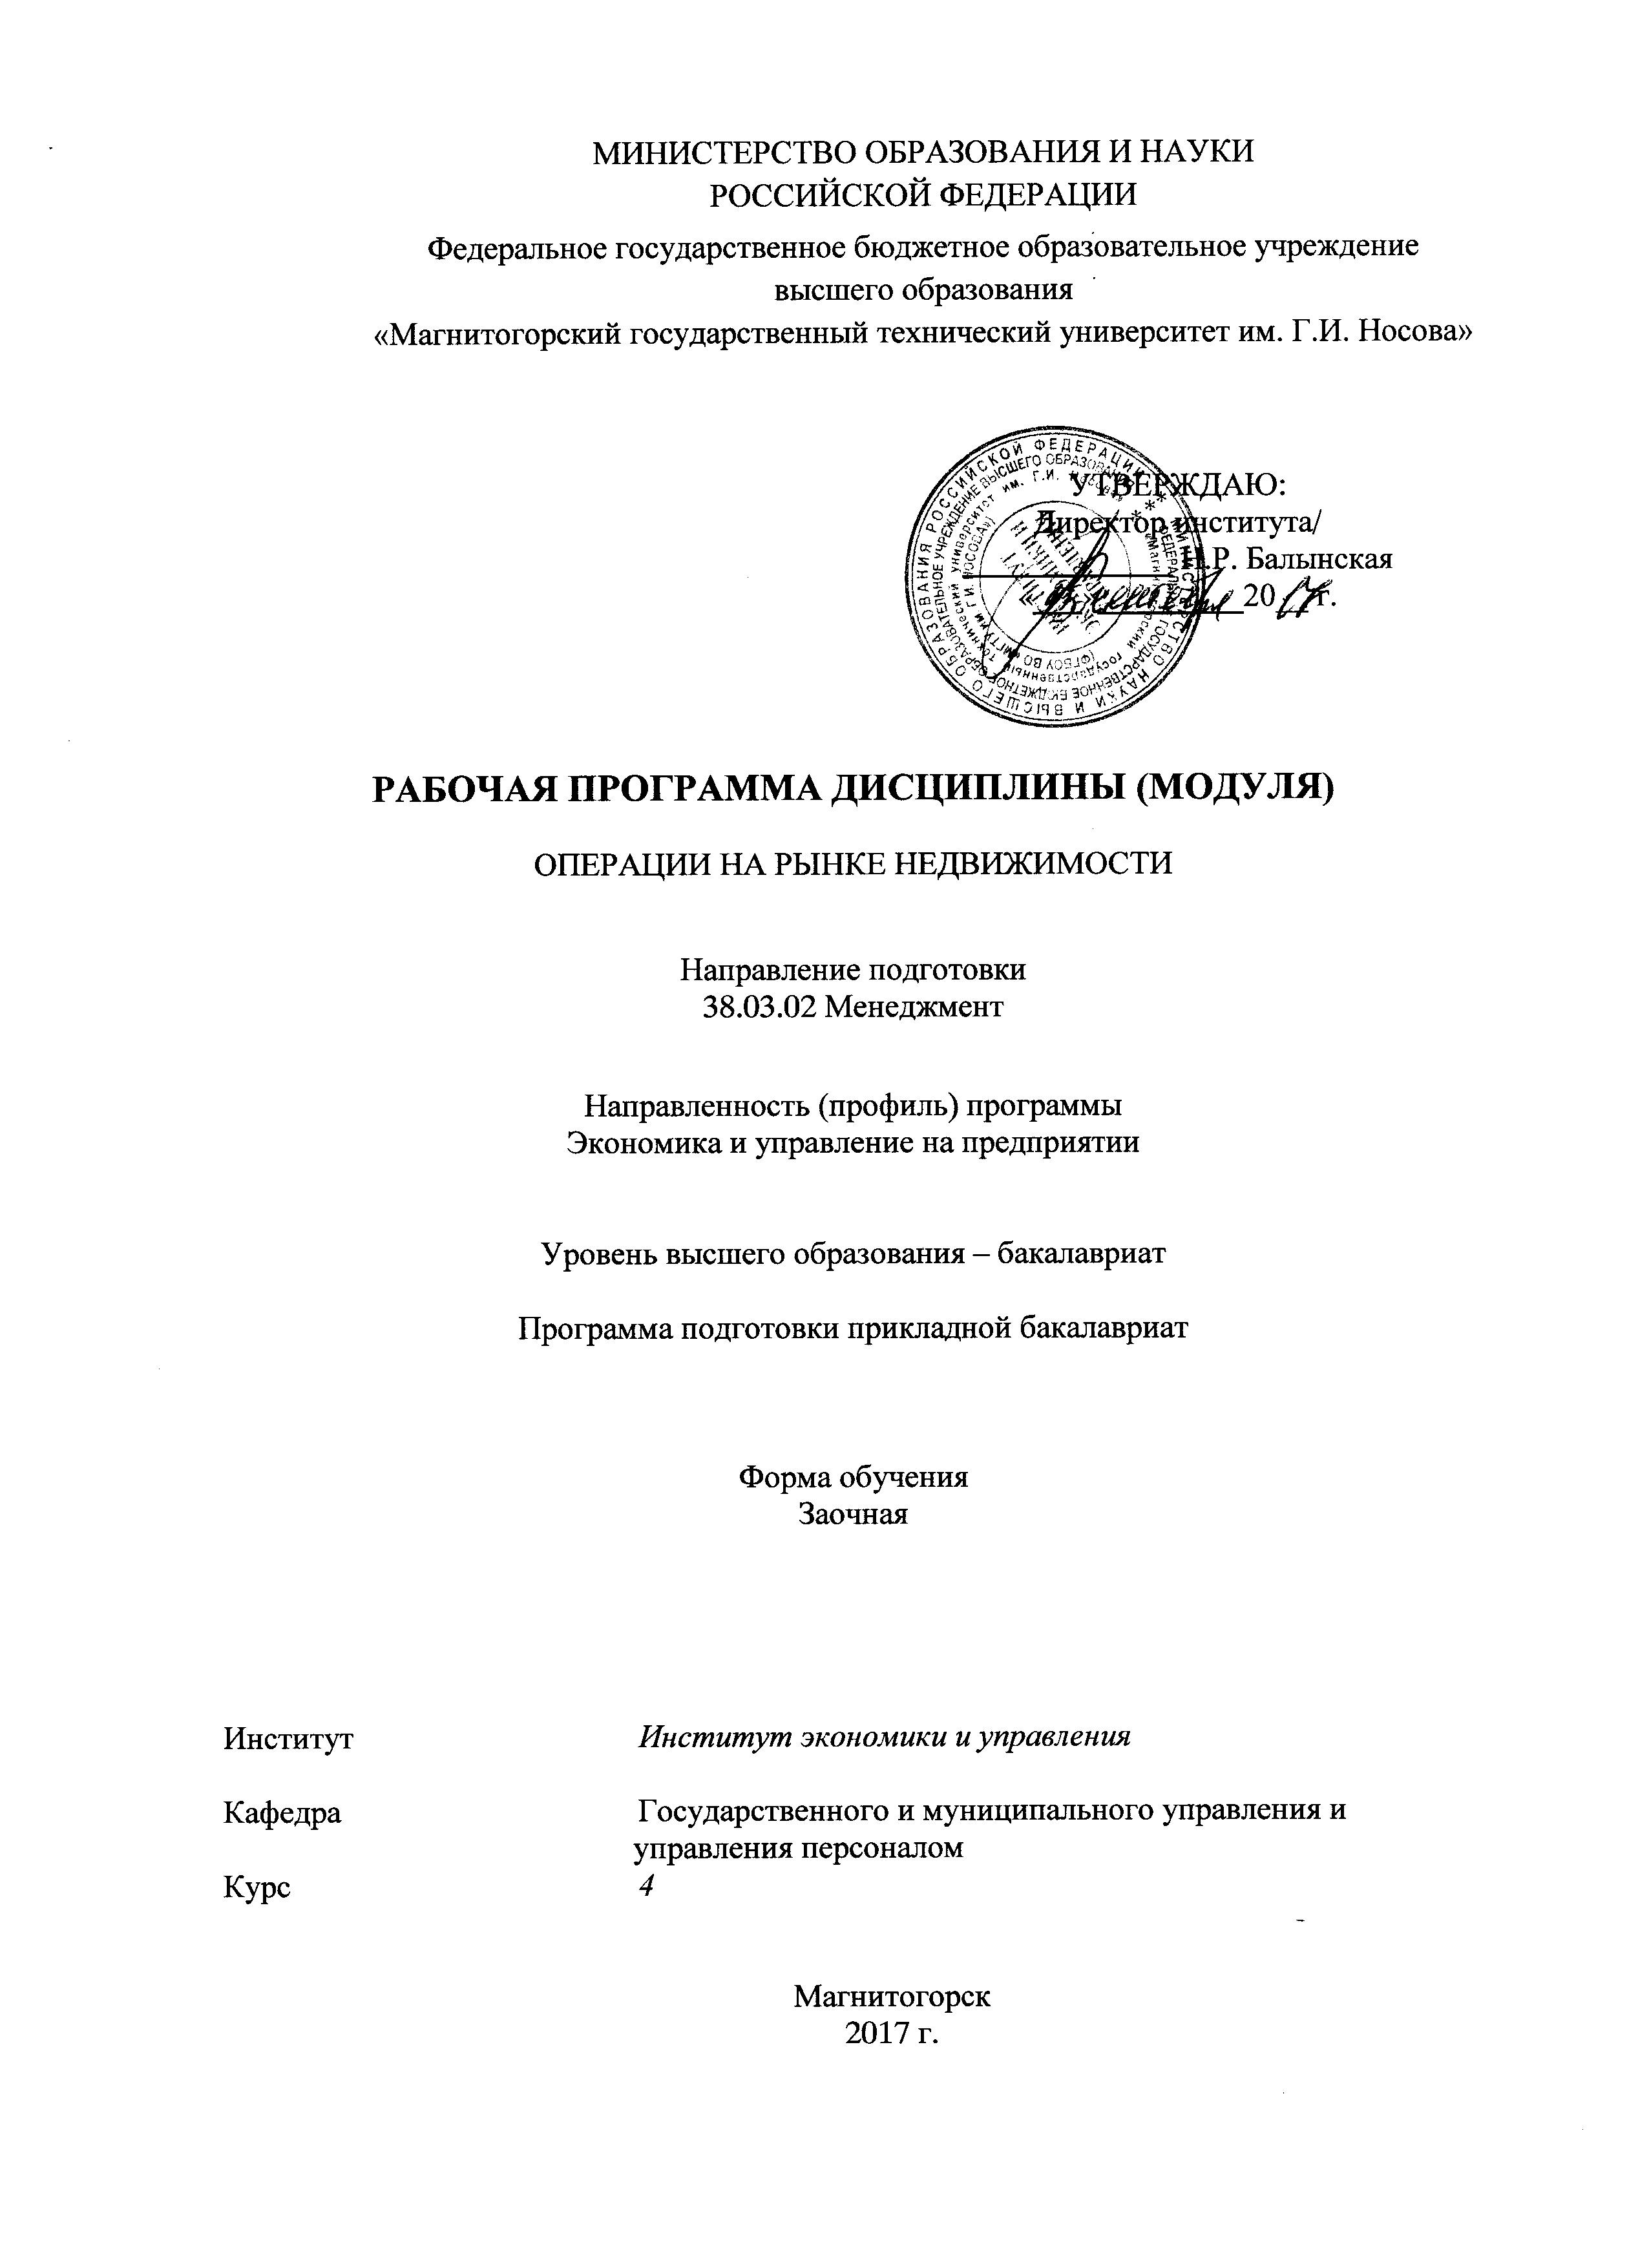 МИНИСТЕРСТВО ОБРАЗОВАНИЯ И НАУКИ
РОССИЙСКОЙ ФЕДЕРАЦИИ
Федеральное государственное бюджетное образовательное учреждение
высшего образования
«Магнитогорский государственный технический университет им. Г.И. Носова»
УТВЕРЖДАЮ:
Директор института/
Н.Р. Балынская
20 17 г.
РАБОЧАЯ ПРОГРАММА ДИСЦИПЛИНЫ (МОДУЛЯ)
ОПЕРАЦИИ НА РЫНКЕ НЕДВИЖИМОСТИ
Направление подготовки
38.03.02 Менеджмент
Направленность (профиль) программы
Экономика и управление на предприятии
Уровень высшего образования – бакалавриат
Программа подготовки прикладной бакалавриат
Форма обучения
Заочная
Институт Институт экономики и управления
Кафедра Государственного и муниципального управления и
управления персоналом
Курс 4
Магнитогорск
2017 г.